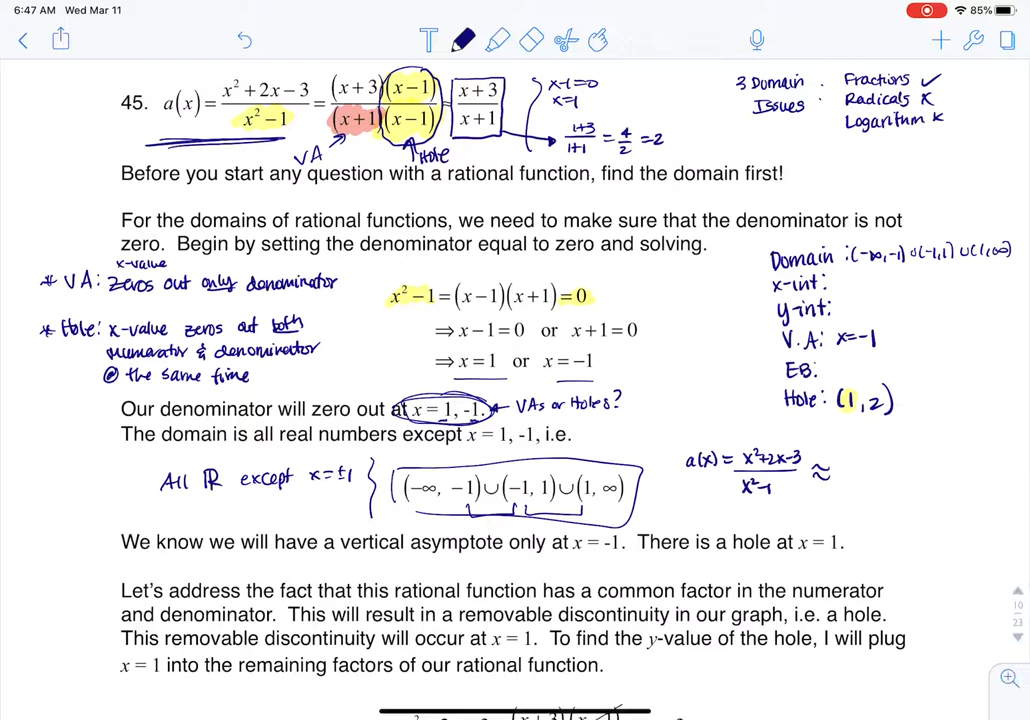 6:47 AM Wed Mar 11
85%
T
45. a(x) = (x² + 2x − 3)/(x² − 1) = ((x + 3)(x − 1))/((x + 1)(x − 1)) = (x + 3)/(x + 1)
x-1=0
x=1
(1+3)/(1+1) = 4/2 = 2
VA
Hole
3 Domain Issues : Fractions ✓
Radicals x
Logarithm x
Before you start any question with a rational function, find the domain first!
For the domains of rational functions, we need to make sure that the denominator is not
zero. Begin by setting the denominator equal to zero and solving.
x-value
* VA: Zeros out only denominator
* Hole: x-value zeros out both
numerator & denominator
@ the same time
x² − 1 = (x − 1)(x + 1) = 0
⇒ x − 1 = 0 or x + 1 = 0
⇒ x = 1 or x = −1
Domain : (-∞,-1)∪(-1,1)∪(1,∞)
x-int:
y-int:
V.A: x=-1
EB:
Hole: (1,2)
Our denominator will zero out at x = 1, -1. ← VAs or Holes?
The domain is all real numbers except x = 1, -1, i.e.
All ℝ except x=±1 { (−∞, −1)∪(−1, 1)∪(1, ∞)
a(x) = (x²+2x-3)/(x²-1) ≈
We know we will have a vertical asymptote only at x = -1. There is a hole at x = 1.
Let's address the fact that this rational function has a common factor in the numerator
and denominator. This will result in a removable discontinuity in our graph, i.e. a hole.
This removable discontinuity will occur at x = 1. To find the y-value of the hole, I will plug
x = 1 into the remaining factors of our rational function.
10
23